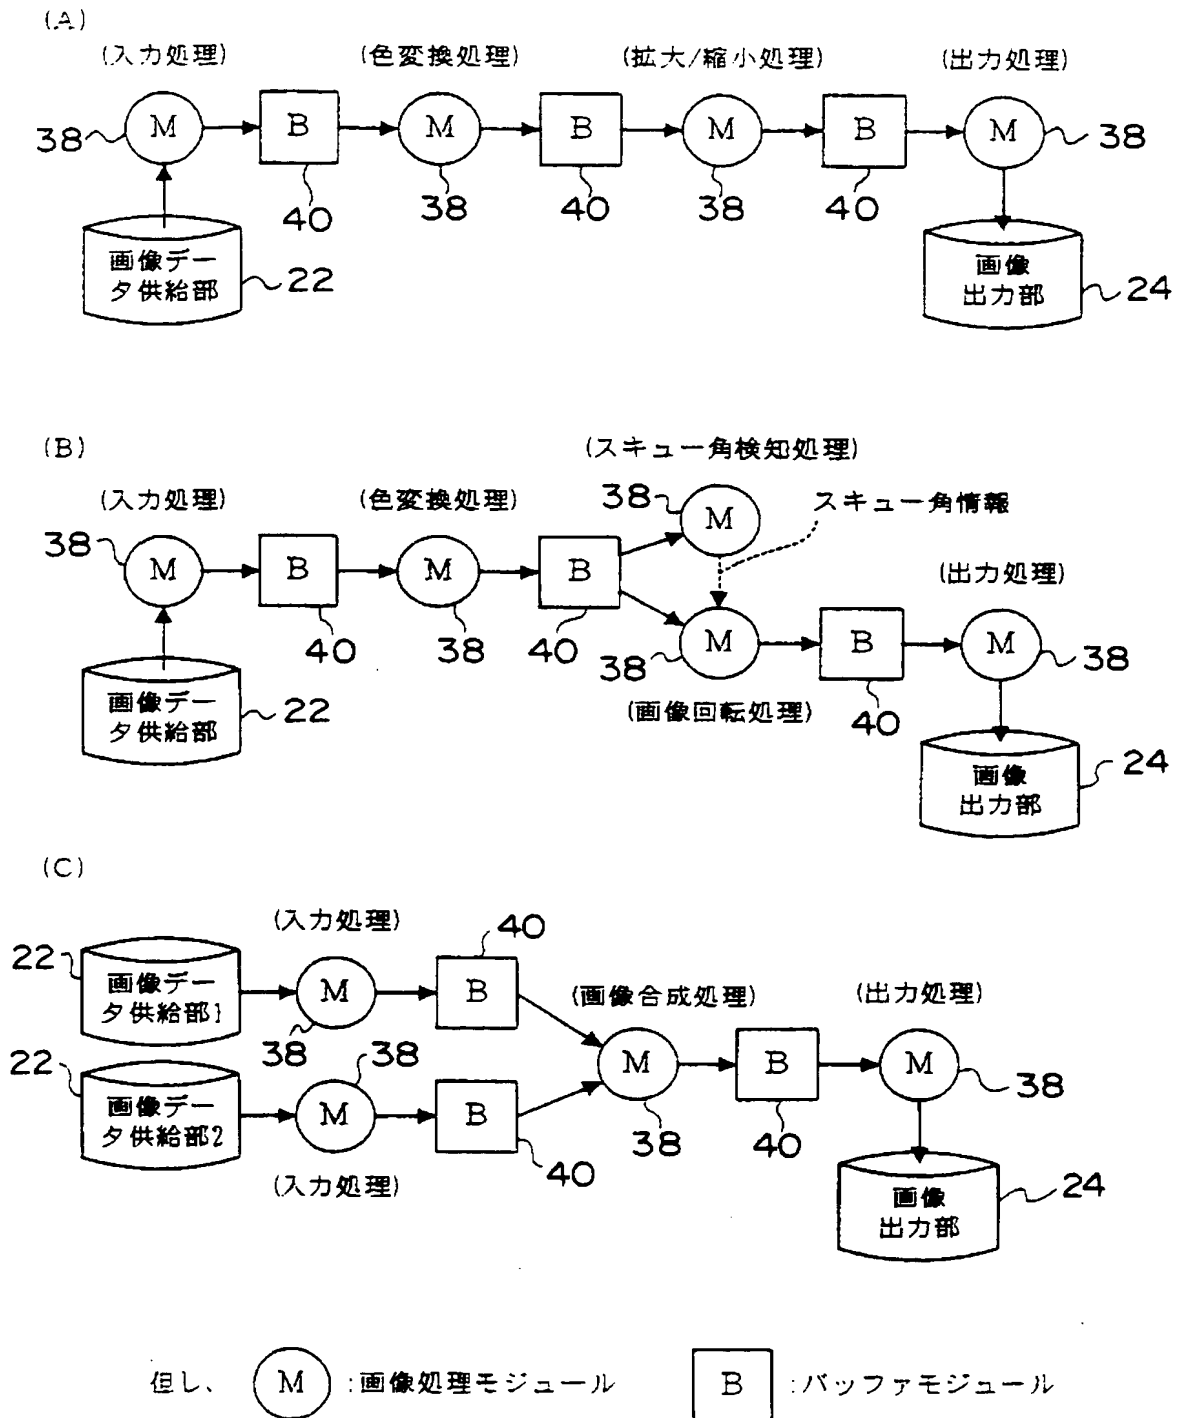 (A)
(入力処理) (色変換処理) (拡大/縮小処理) (出力処理)
M B M B M B M
38 40 38 40 38 40 38
画像デー
タ供給部
22
画像
出力部
24
(B)
(スキュー角検知処理)
(入力処理) (色変換処理) 38 M スキュー角情報
38 M B M B (出力処理)
40 38 40 38 M B M 38
画像デー
タ供給部
22
(画像回転処理) 40
画像
出力部
24
(C)
(入力処理) 40
22 画像デー
タ供給部1
M B (画像合成処理) (出力処理)
38 38
22 画像デー
タ供給部2
M B M B M 38
40 38 40
(入力処理)
画像
出力部
24
但し、 M :画像処理モジュール B :バッファモジュール